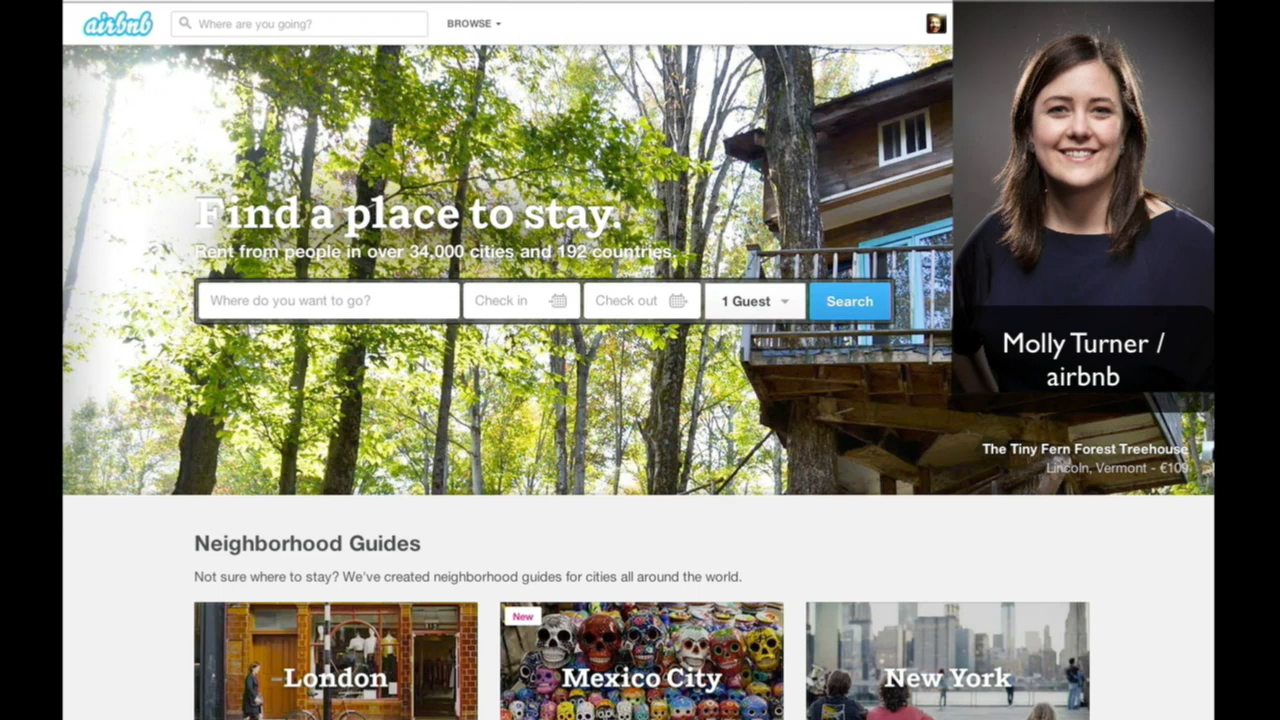 airbnb
Where are you going?
BROWSE
Find a place to stay.
Rent from people in over 34,000 cities and 192 countries.
Where do you want to go?
Check in
Check out
1 Guest
Search
Molly Turner /
airbnb
The Tiny Fern Forest Treehouse
Lincoln, Vermont - €109
Neighborhood Guides
Not sure where to stay? We've created neighborhood guides for cities all around the world.
London
New
Mexico City
New York